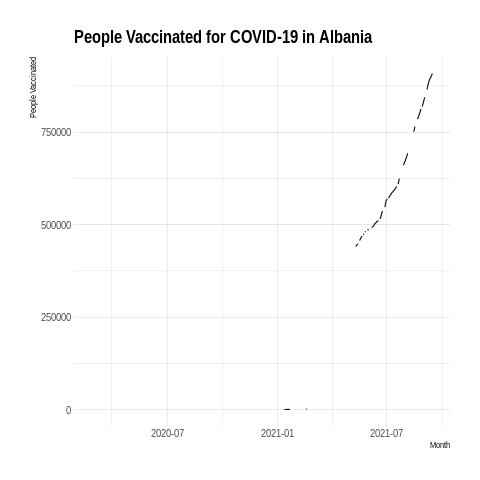 People Vaccinated for COVID-19 in Albania
People Vaccinated
750000
500000
250000
0
2020-07 2021-01 2021-07
Month